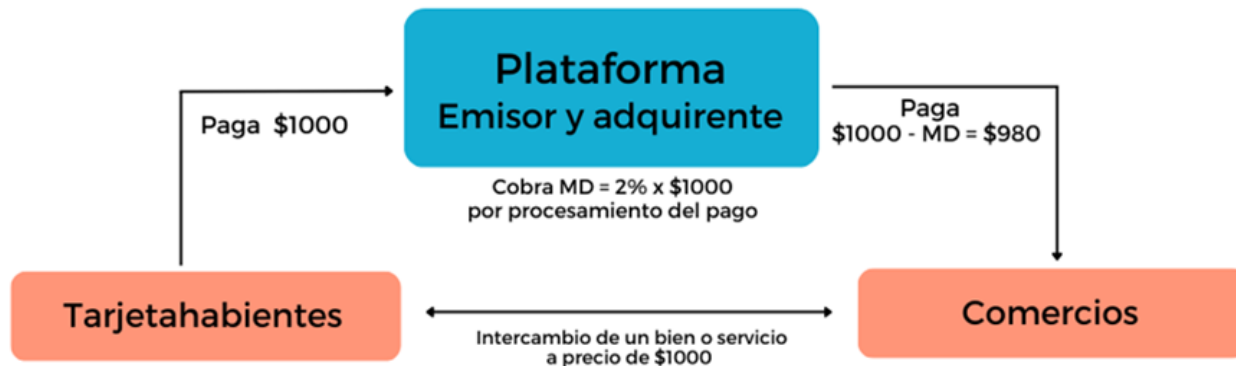 Plataforma
Emisor y adquirente
Paga $1000
Paga
$1000 - MD = $980
Cobra MD = 2% x $1000
por procesamiento del pago
Tarjetahabientes
Comercios
Intercambio de un bien o servicio
a precio de $1000